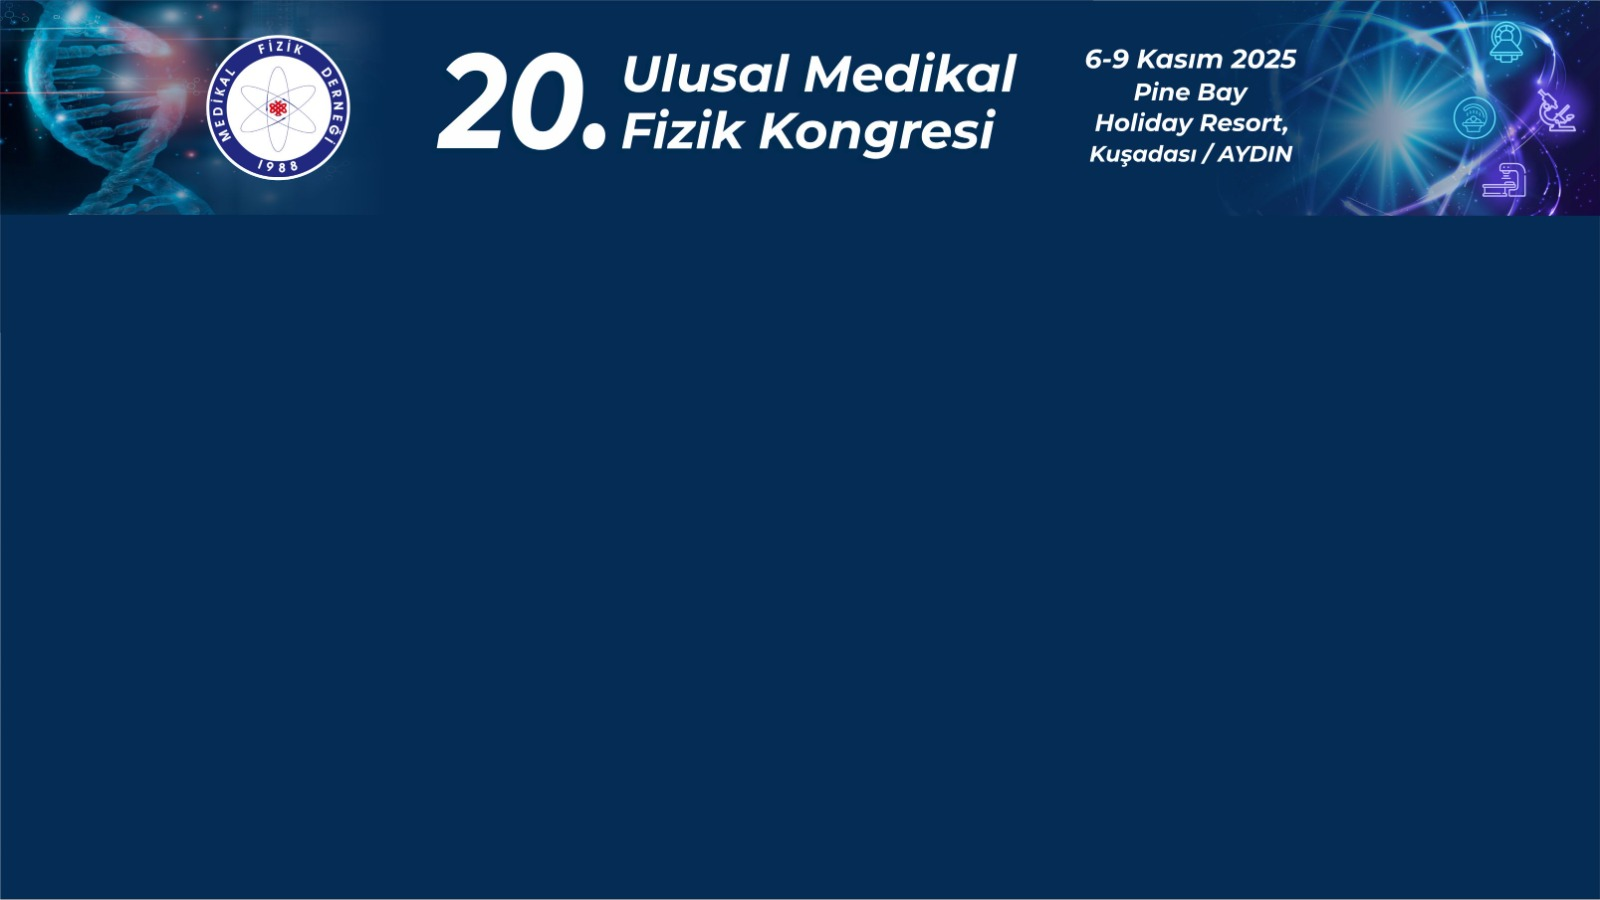 MEDİKAL FİZİK DERNEĞİ
1988
20. Ulusal Medikal
Fizik Kongresi
6-9 Kasım 2025
Pine Bay
Holiday Resort,
Kuşadası / AYDIN